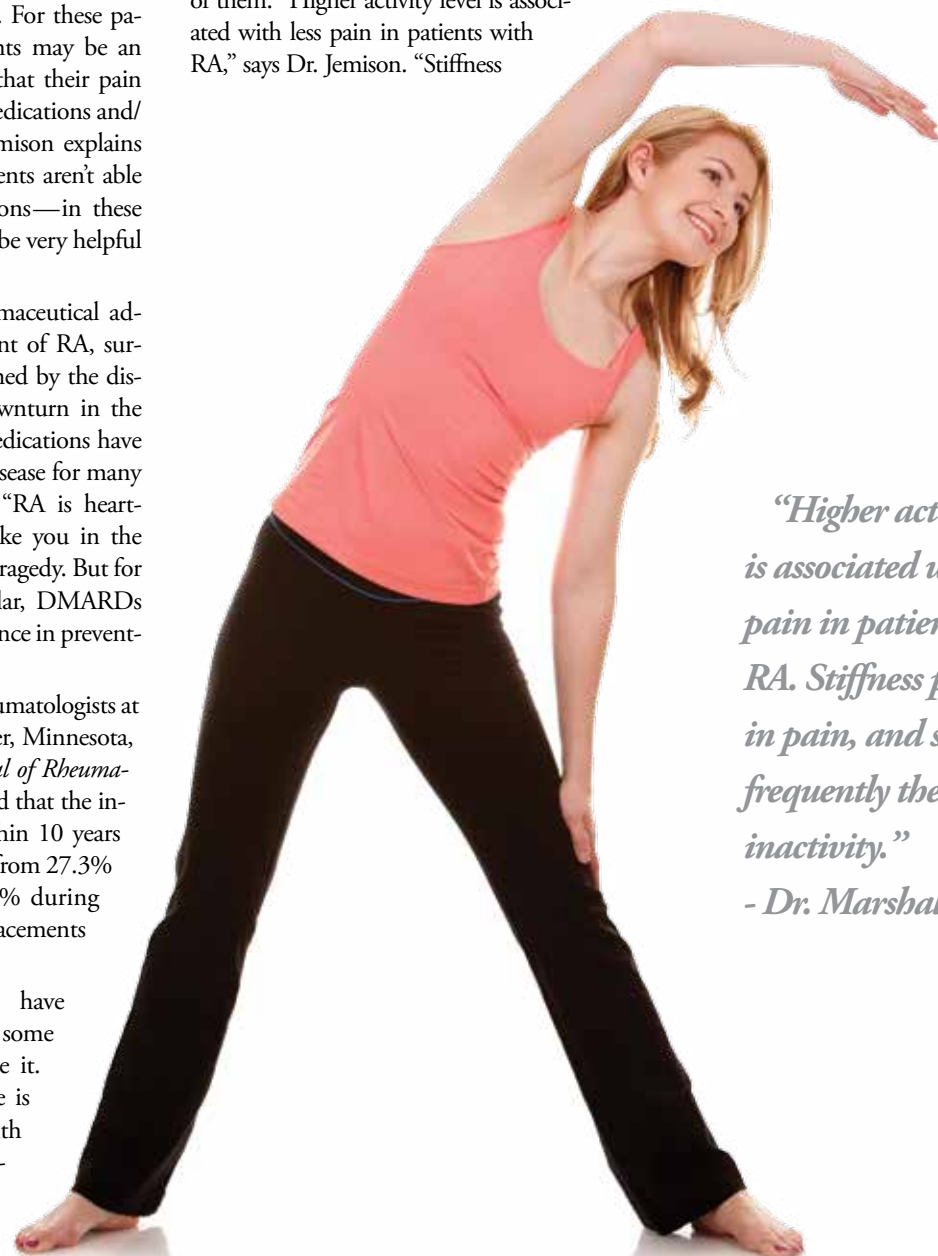 . For these pa-
nts may be an
that their pain
edications and/
mison explains
ents aren't able
ons—in these
be very helpful
maceutical ad-
nt of RA, sur-
ned by the dis-
wnturn in the
edications have
sease for many
“RA is heart-
ke you in the
ragedy. But for
lar, DMARDs
nce in prevent-
umatologists at
er, Minnesota,
al of Rheuma-
d that the in-
hin 10 years
from 27.3%
% during
acements
have
some
e it.
e is
th
-
of them. “Higher activity level is associ-
ated with less pain in patients with
RA,” says Dr. Jemison. “Stiffness
“Higher act
is associated
pain in patien
RA. Stiffness p
in pain, and s
frequently the
inactivity.”
- Dr. Marshal